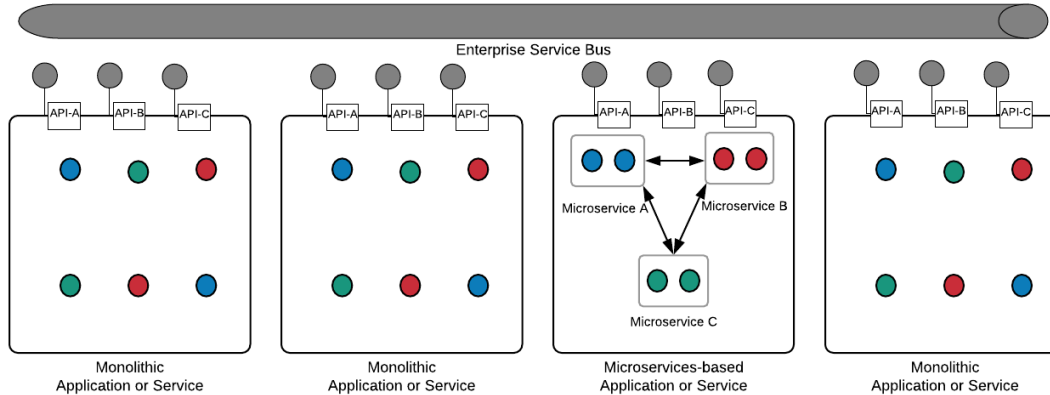 Enterprise Service Bus
API-A API-B API-C
API-A API-B API-C
API-A API-B API-C
API-A API-B API-C
Microservice A
Microservice B
Microservice C
Monolithic
Application or Service
Monolithic
Application or Service
Microservices-based
Application or Service
Monolithic
Application or Service